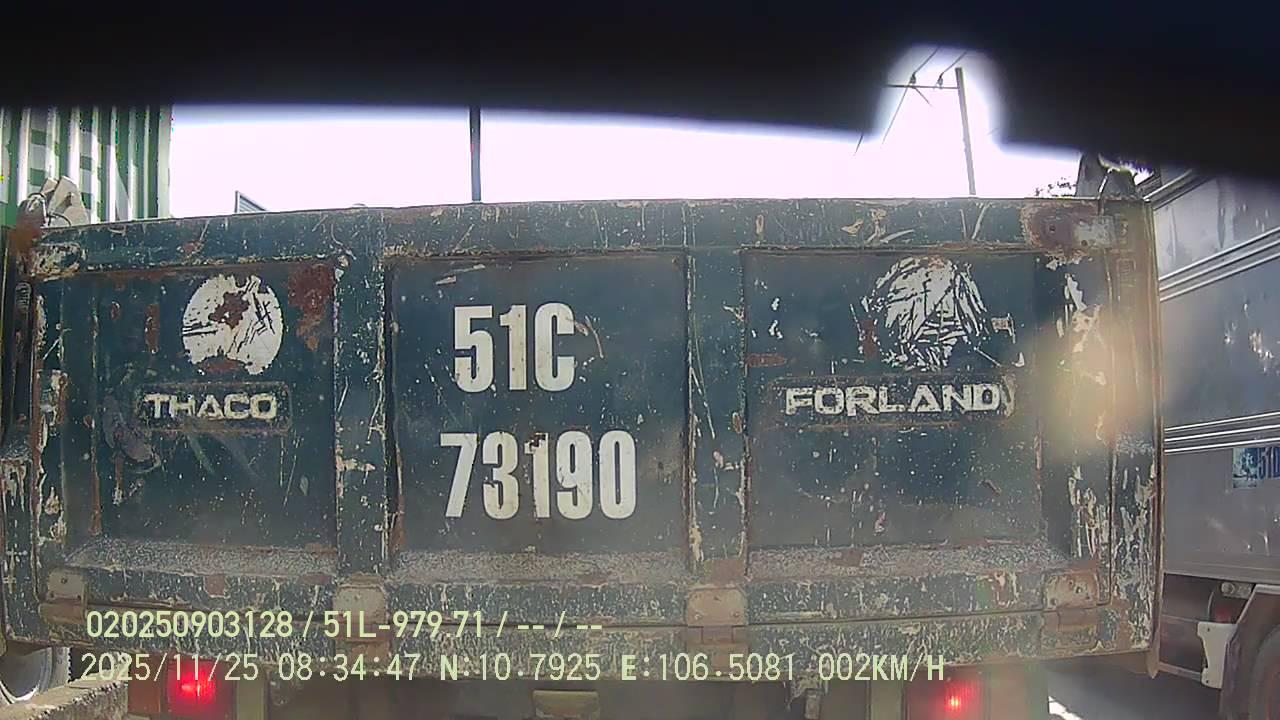 51C
73190
THACO
FORLAND
51D
020250903128 / 51L-979.71 / -- / --
2025/11/25 08:34:47 N:10.7925 E:106.5081 002KM/H